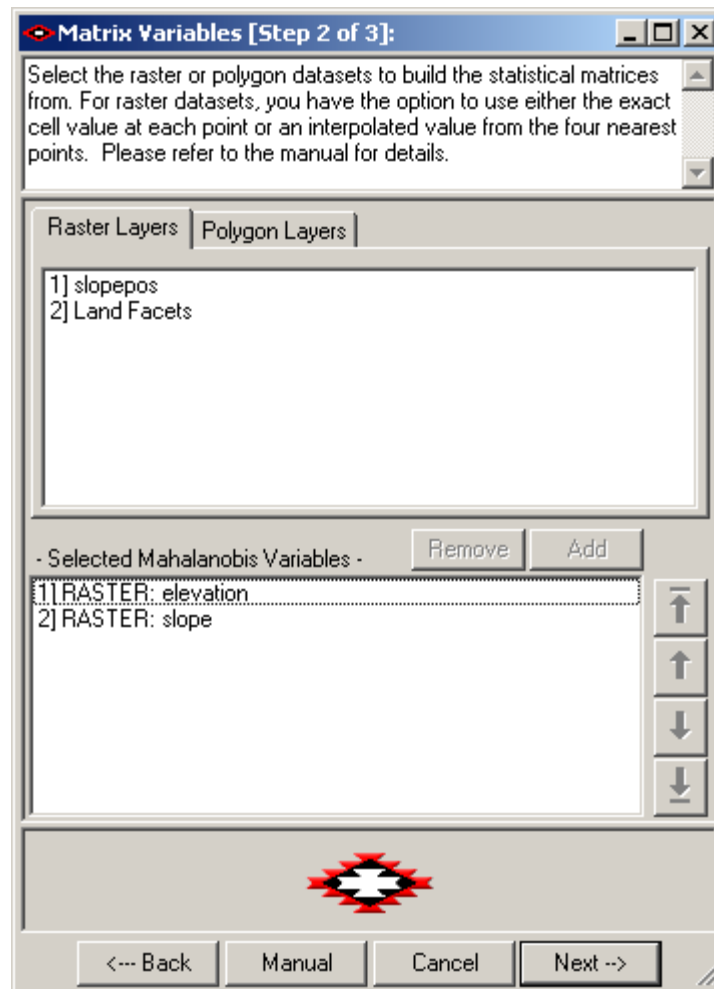 Matrix Variables [Step 2 of 3]:
Select the raster or polygon datasets to build the statistical matrices
from. For raster datasets, you have the option to use either the exact
cell value at each point or an interpolated value from the four nearest
points.  Please refer to the manual for details.
Raster Layers
Polygon Layers
1] slopepos
2] Land Facets
- Selected Mahalanobis Variables -
Remove
Add
1] RASTER: elevation
2] RASTER: slope
<--- Back
Manual
Cancel
Next -->